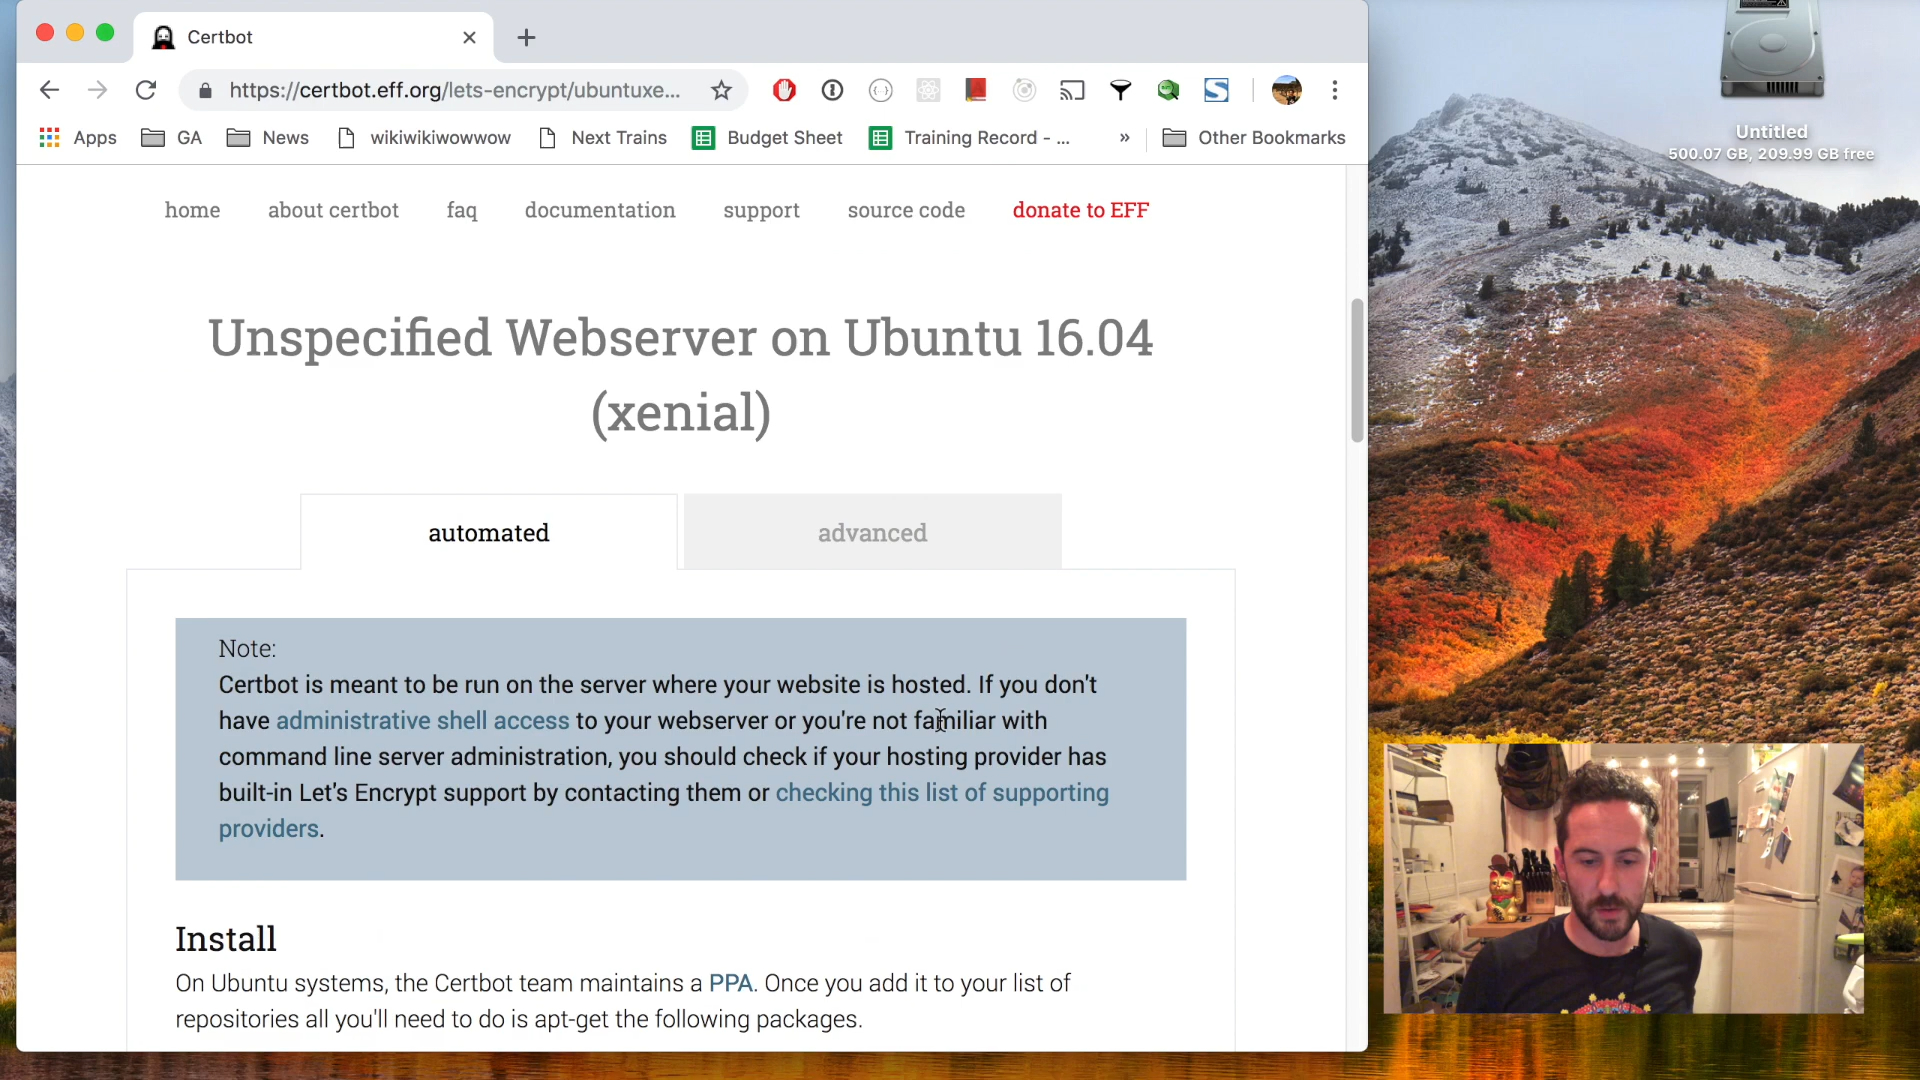 Certbot
https://certbot.eff.org/lets-encrypt/ubuntuxe...
Apps
GA
News
wikiwikiwowwow
Next Trains
Budget Sheet
Training Record - ...
»
Other Bookmarks
Untitled
500.07 GB, 209.99 GB free
home
about certbot
faq
documentation
support
source code
donate to EFF
Unspecified Webserver on Ubuntu 16.04
(xenial)
automated
advanced
Note:
Certbot is meant to be run on the server where your website is hosted. If you don't
have administrative shell access to your webserver or you're not familiar with
command line server administration, you should check if your hosting provider has
built-in Let's Encrypt support by contacting them or checking this list of supporting
providers.
Install
On Ubuntu systems, the Certbot team maintains a PPA. Once you add it to your list of
repositories all you'll need to do is apt-get the following packages.